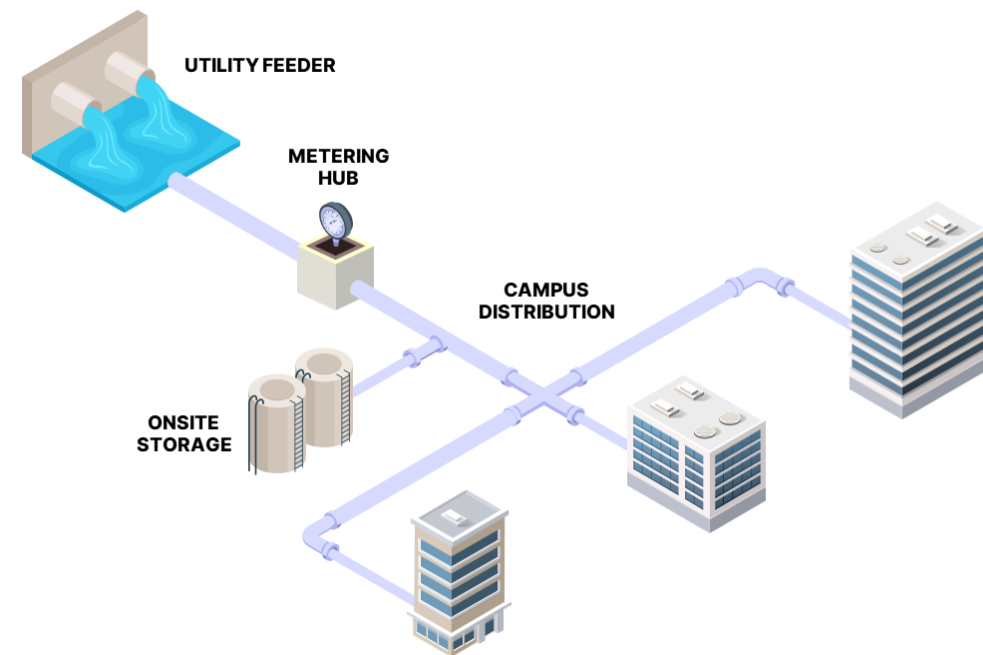 UTILITY FEEDER
METERING
HUB
CAMPUS
DISTRIBUTION
ONSITE
STORAGE